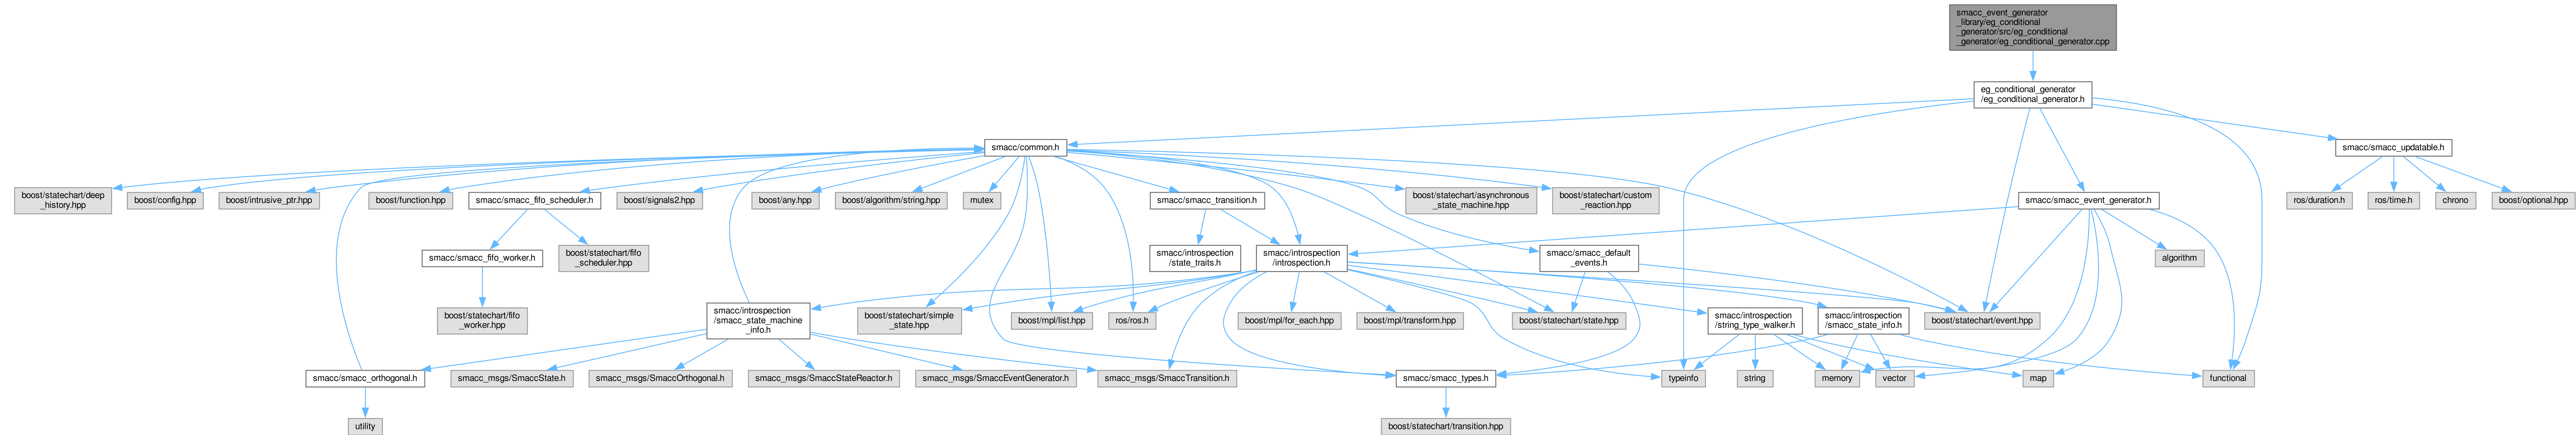 smacc_event_generator
_library/eg_conditional
_generator/src/eg_conditional
_generator/eg_conditional_generator.cpp
eg_conditional_generator
/eg_conditional_generator.h
smacc/common.h
smacc/smacc_updatable.h
boost/statechart/deep
_history.hpp
boost/config.hpp
boost/intrusive_ptr.hpp
boost/function.hpp
smacc/smacc_fifo_scheduler.h
boost/signals2.hpp
boost/any.hpp
boost/algorithm/string.hpp
mutex
smacc/smacc_transition.h
boost/statechart/asynchronous
_state_machine.hpp
boost/statechart/custom
_reaction.hpp
smacc/smacc_event_generator.h
ros/duration.h
ros/time.h
chrono
boost/optional.hpp
smacc/smacc_fifo_worker.h
boost/statechart/fifo
_scheduler.hpp
smacc/introspection
/state_traits.h
smacc/introspection
/introspection.h
smacc/smacc_default
_events.h
algorithm
boost/statechart/fifo
_worker.hpp
smacc/introspection
/smacc_state_machine
_info.h
boost/statechart/simple
_state.hpp
boost/mpl/list.hpp
ros/ros.h
boost/mpl/for_each.hpp
boost/mpl/transform.hpp
boost/statechart/state.hpp
smacc/introspection
/string_type_walker.h
smacc/introspection
/smacc_state_info.h
boost/statechart/event.hpp
smacc/smacc_orthogonal.h
smacc_msgs/SmaccState.h
smacc_msgs/SmaccOrthogonal.h
smacc_msgs/SmaccStateReactor.h
smacc_msgs/SmaccEventGenerator.h
smacc_msgs/SmaccTransition.h
smacc/smacc_types.h
typeinfo
string
memory
vector
map
functional
utility
boost/statechart/transition.hpp